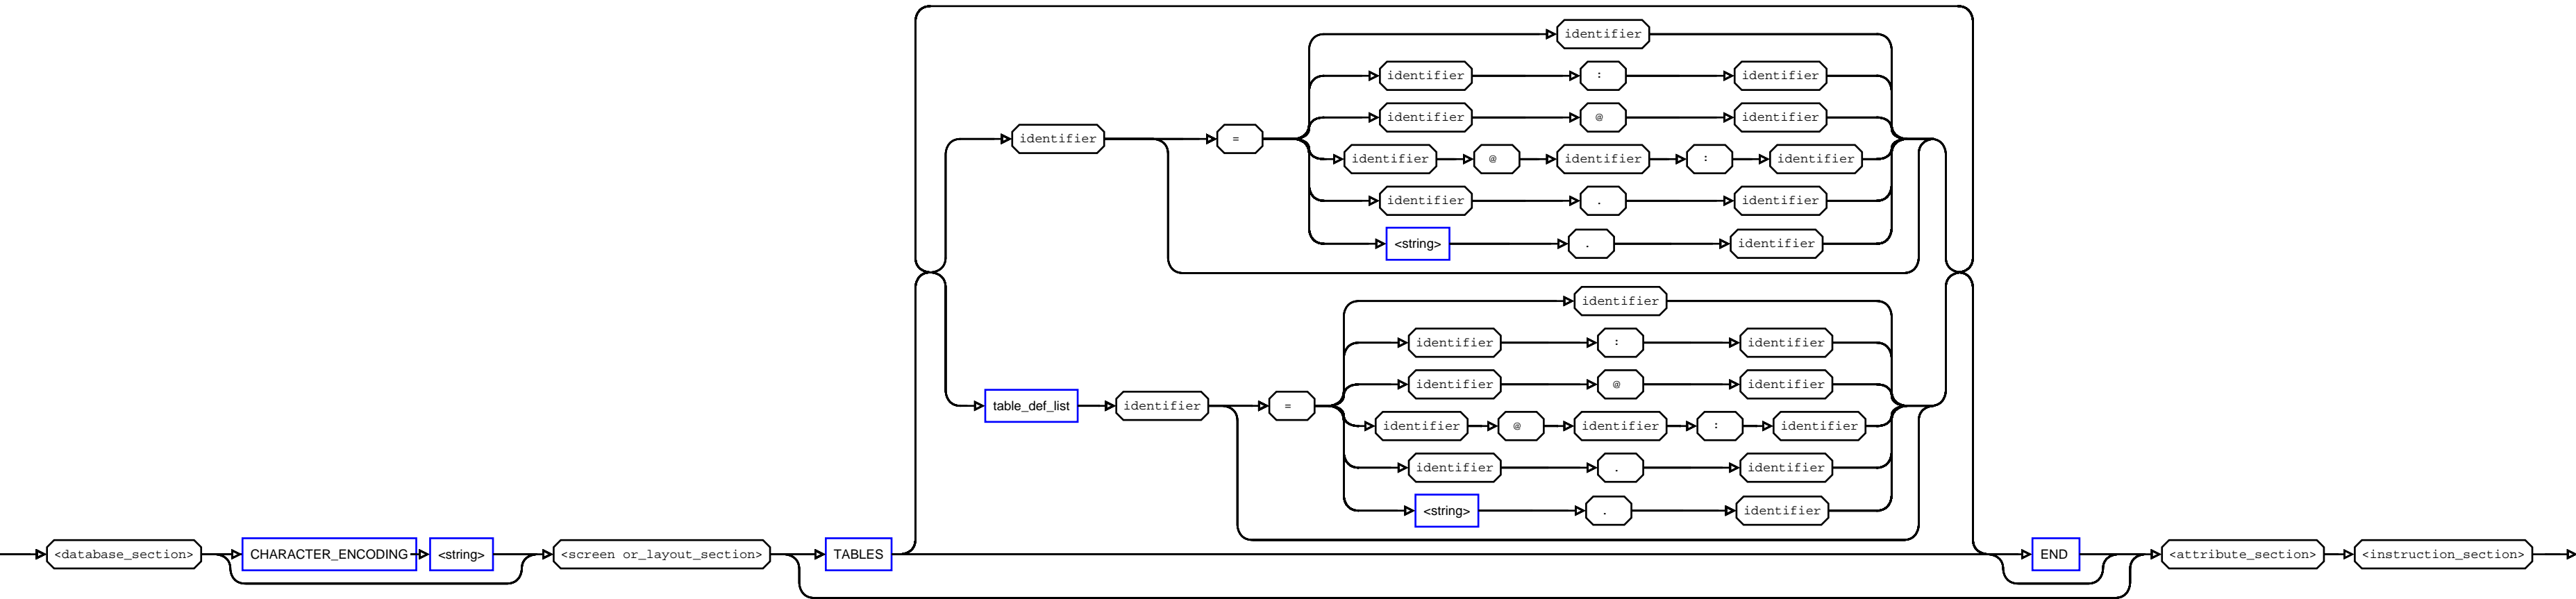 identifier
identifier : identifier
identifier @ identifier
identifier =
identifier @ identifier : identifier
identifier . identifier
<string> . identifier
identifier
identifier : identifier
identifier @ identifier
table_def_list identifier =
identifier @ identifier : identifier
identifier . identifier
<string> . identifier
<database_section> CHARACTER_ENCODING <string> <screen or_layout_section> TABLES END <attribute_section> <instruction_section>